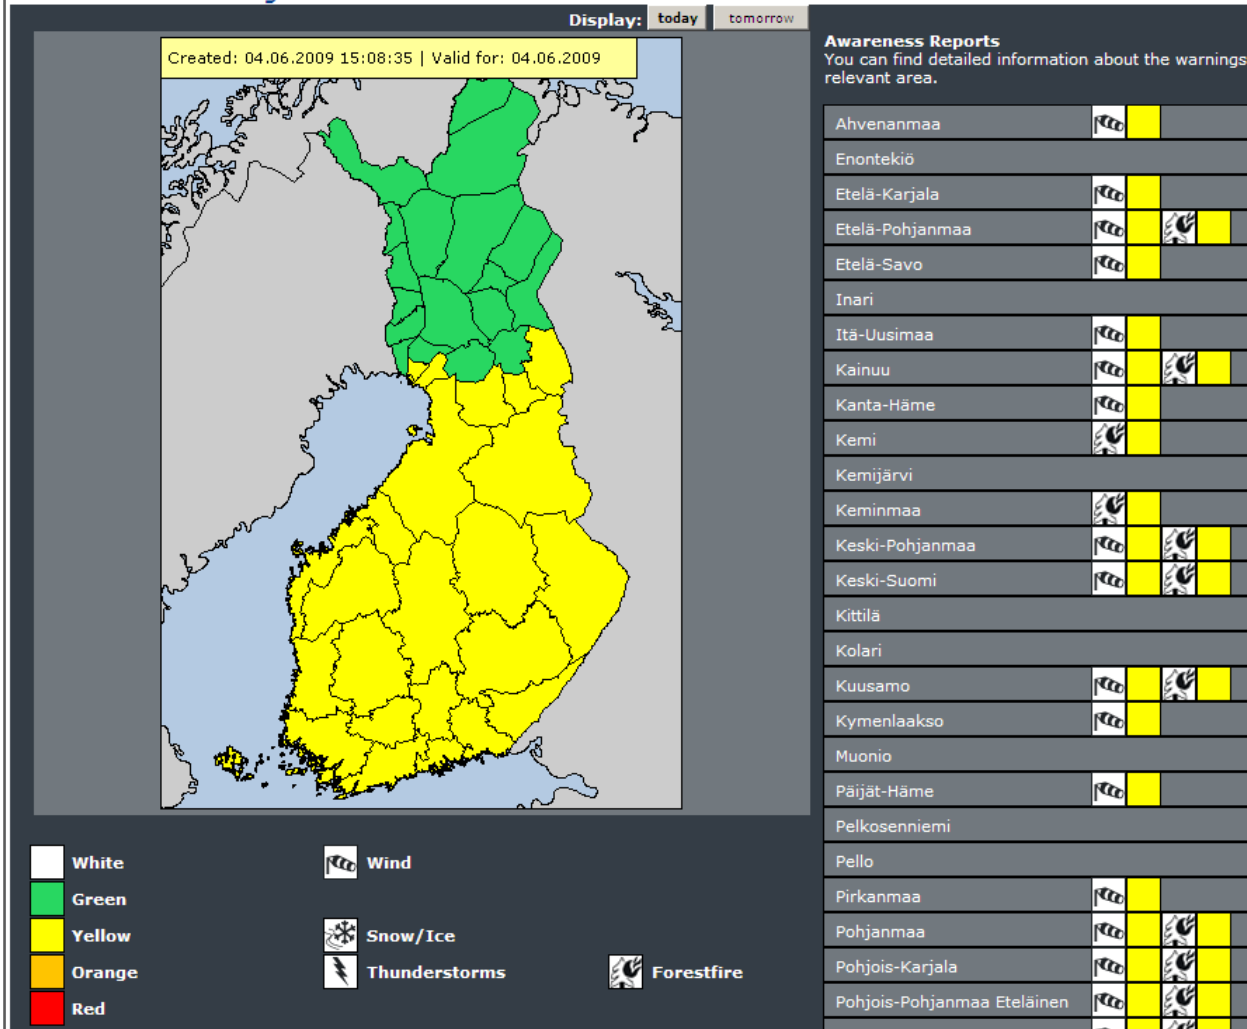 Display: today tomorrow
Created: 04.06.2009 15:08:35 | Valid for: 04.06.2009
Awareness Reports
You can find detailed information about the warnings
relevant area.
Ahvenanmaa
Enontekiö
Etelä-Karjala
Etelä-Pohjanmaa
Etelä-Savo
Inari
Itä-Uusimaa
Kainuu
Kanta-Häme
Kemi
Kemijärvi
Keminmaa
Keski-Pohjanmaa
Keski-Suomi
Kittilä
Kolari
Kuusamo
Kymenlaakso
Muonio
Päijät-Häme
Pelkosenniemi
Pello
Pirkanmaa
Pohjanmaa
Pohjois-Karjala
Pohjois-Pohjanmaa Eteläinen
White
Wind
Green
Yellow
Snow/Ice
Orange
Thunderstorms
Forestfire
Red